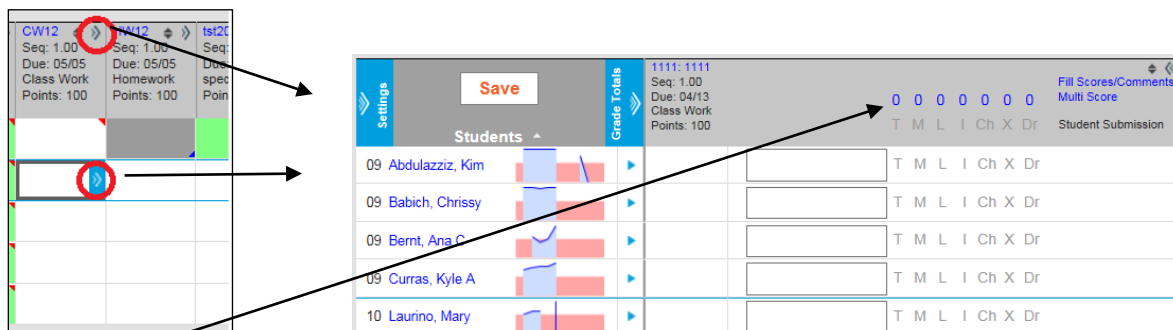 CW12
Seq: 1.00
Due: 05/05
Class Work
Points: 100
HW12
Seq: 1.00
Due: 05/05
Homework
Points: 100
Seq:
Due
spec
Poin
Settings
Save
Students
Grade Totals
1111: 1111
Seq: 1.00
Due: 04/13
Class Work
Points: 100
0 0 0 0 0 0 0
T M L I Ch X Dr
Fill Scores/Comments
Multi Score
Student Submission
09 Abdulazziz, Kim
T M L I Ch X Dr
09 Babich, Chrissy
T M L I Ch X Dr
09 Bernt, Ana C
T M L I Ch X Dr
09 Curras, Kyle A
T M L I Ch X Dr
10 Laurino, Mary
T M L I Ch X Dr